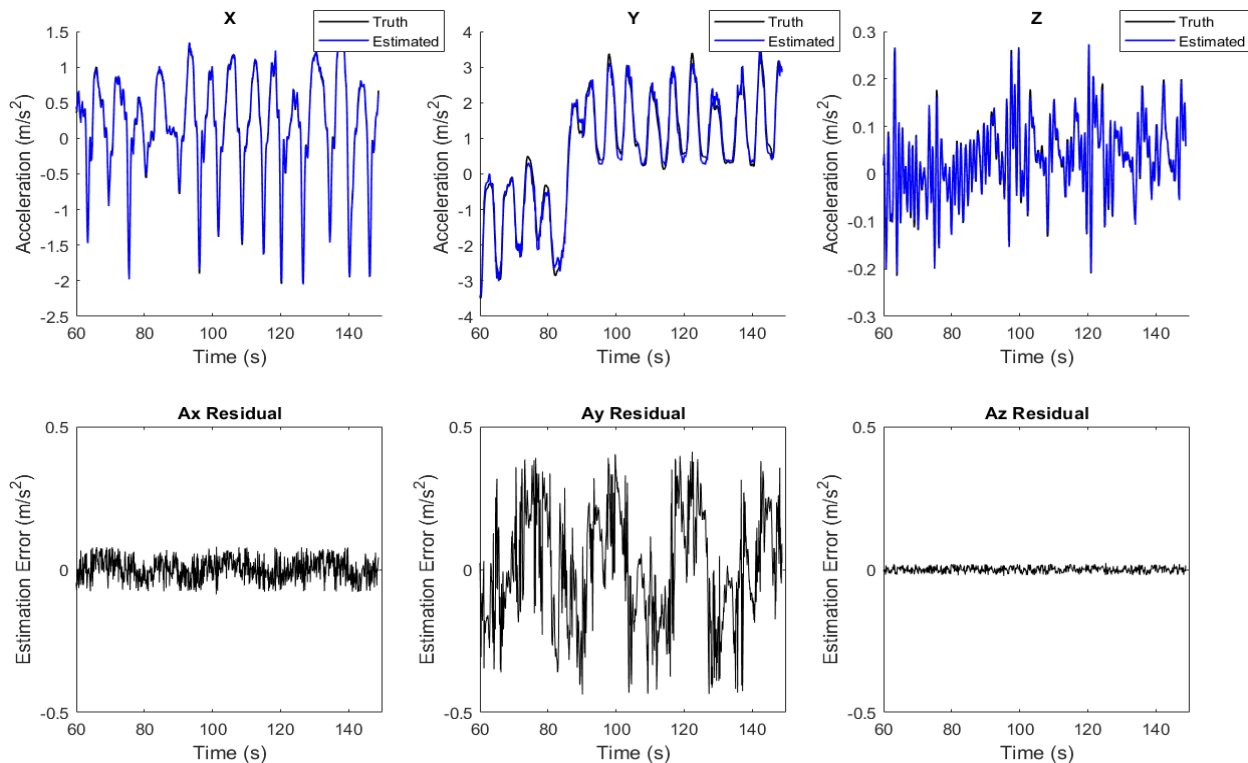 X
Truth
Estimated
1.5
1
0.5
0
-0.5
-1
-1.5
-2
-2.5
Acceleration (m/s²)
60 80 100 120 140
Time (s)
Y
Truth
Estimated
4
3
2
1
0
-1
-2
-3
-4
Acceleration (m/s²)
60 80 100 120 140
Time (s)
Z
Truth
Estimated
0.3
0.2
0.1
0
-0.1
-0.2
-0.3
Acceleration (m/s²)
60 80 100 120 140
Time (s)
Ax Residual
0.5
0
-0.5
Estimation Error (m/s²)
60 80 100 120 140
Time (s)
Ay Residual
0.5
0
-0.5
Estimation Error (m/s²)
60 80 100 120 140
Time (s)
Az Residual
0.5
0
-0.5
Estimation Error (m/s²)
60 80 100 120 140
Time (s)